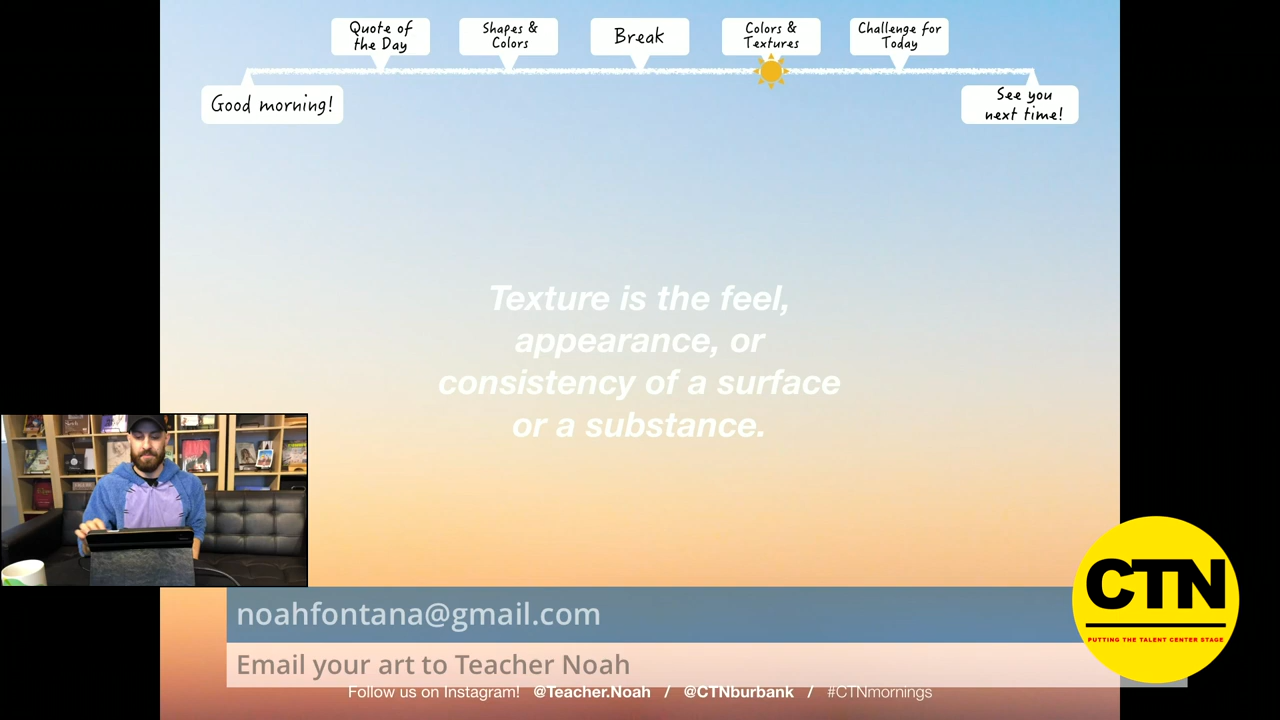 Quote of
the Day
Shapes &
Colors
Break
Colors &
Textures
Challenge for
Today
Good morning!
See you
next time!
Texture is the feel,
appearance, or
consistency of a surface
or a substance.
noahfontana@gmail.com
Email your art to Teacher Noah
Follow us on Instagram! @Teacher.Noah / @CTNburbank / #CTNmornings
CTN
PUTTING THE TALENT CENTER STAGE